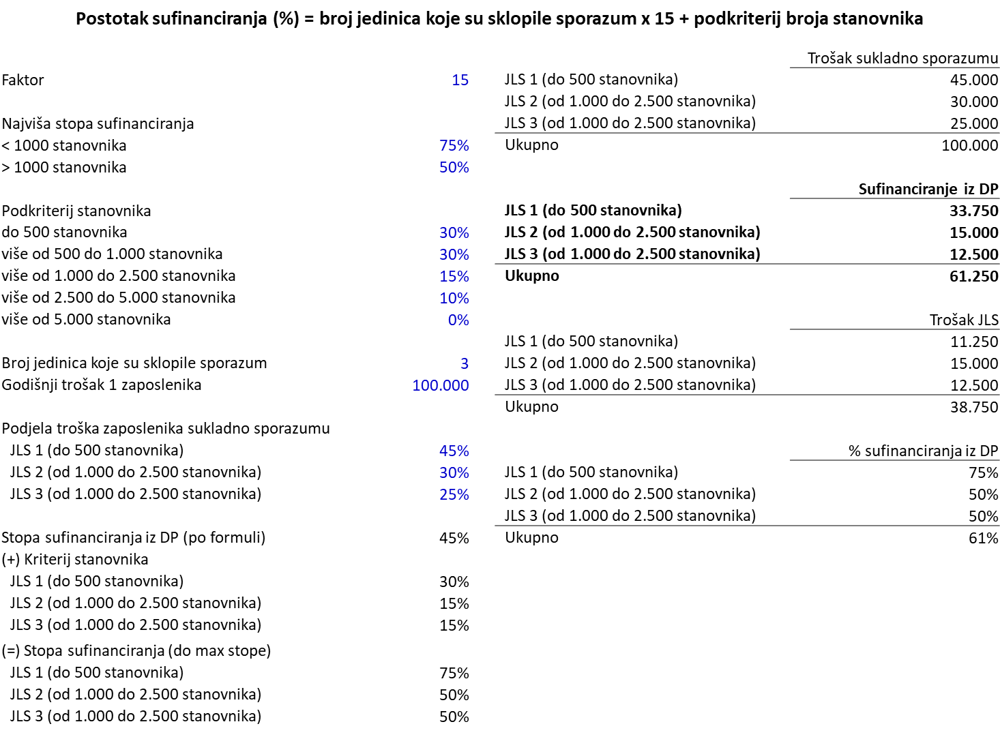 Postotak sufinanciranja (%) = broj jedinica koje su sklopile sporazum x 15 + podkriterij broja stanovnika
Faktor 15
Najviša stopa sufinanciranja
< 1000 stanovnika 75%
> 1000 stanovnika 50%
Podkriterij stanovnika
do 500 stanovnika 30%
više od 500 do 1.000 stanovnika 30%
više od 1.000 do 2.500 stanovnika 15%
više od 2.500 do 5.000 stanovnika 10%
više od 5.000 stanovnika 0%
Broj jedinica koje su sklopile sporazum 3
Godišnji trošak 1 zaposlenika 100.000
Podjela troška zaposlenika sukladno sporazumu
JLS 1 (do 500 stanovnika) 45%
JLS 2 (od 1.000 do 2.500 stanovnika) 30%
JLS 3 (od 1.000 do 2.500 stanovnika) 25%
Stopa sufinanciranja iz DP (po formuli) 45%
(+) Kriterij stanovnika
JLS 1 (do 500 stanovnika) 30%
JLS 2 (od 1.000 do 2.500 stanovnika) 15%
JLS 3 (od 1.000 do 2.500 stanovnika) 15%
(=) Stopa sufinanciranja (do max stope)
JLS 1 (do 500 stanovnika) 75%
JLS 2 (od 1.000 do 2.500 stanovnika) 50%
JLS 3 (od 1.000 do 2.500 stanovnika) 50%
Trošak sukladno sporazumu
JLS 1 (do 500 stanovnika) 45.000
JLS 2 (od 1.000 do 2.500 stanovnika) 30.000
JLS 3 (od 1.000 do 2.500 stanovnika) 25.000
Ukupno 100.000
Sufinanciranje iz DP
JLS 1 (do 500 stanovnika) 33.750
JLS 2 (od 1.000 do 2.500 stanovnika) 15.000
JLS 3 (od 1.000 do 2.500 stanovnika) 12.500
Ukupno 61.250
Trošak JLS
JLS 1 (do 500 stanovnika) 11.250
JLS 2 (od 1.000 do 2.500 stanovnika) 15.000
JLS 3 (od 1.000 do 2.500 stanovnika) 12.500
Ukupno 38.750
% sufinanciranja iz DP
JLS 1 (do 500 stanovnika) 75%
JLS 2 (od 1.000 do 2.500 stanovnika) 50%
JLS 3 (od 1.000 do 2.500 stanovnika) 50%
Ukupno 61%